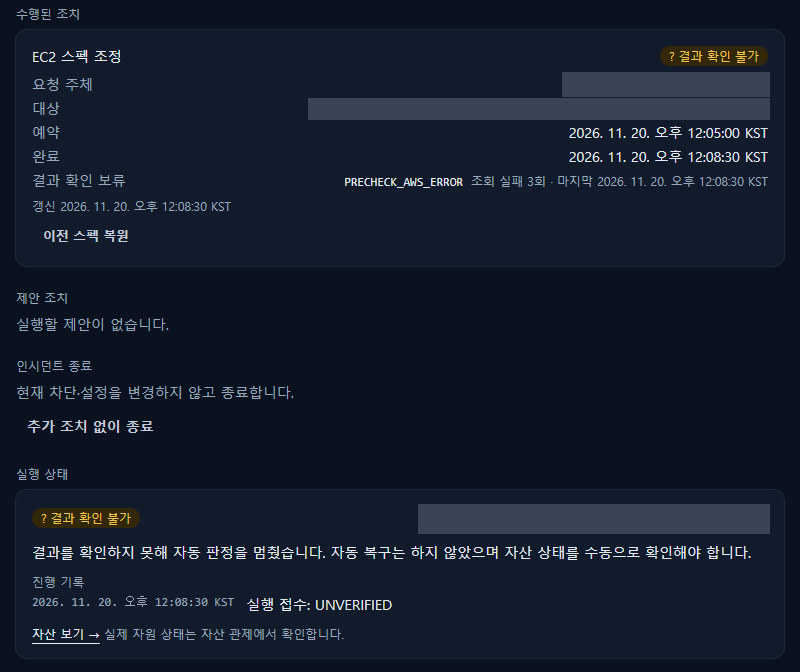 수행된 조치
EC2 스펙 조정
? 결과 확인 불가
요청 주체
대상
예약 2026. 11. 20. 오후 12:05:00 KST
완료 2026. 11. 20. 오후 12:08:30 KST
결과 확인 보류 PRECHECK_AWS_ERROR 조회 실패 3회 · 마지막 2026. 11. 20. 오후 12:08:30 KST
갱신 2026. 11. 20. 오후 12:08:30 KST
이전 스펙 복원
제안 조치
실행할 제안이 없습니다.
인시던트 종료
현재 차단·설정을 변경하지 않고 종료합니다.
추가 조치 없이 종료
실행 상태
? 결과 확인 불가
결과를 확인하지 못해 자동 판정을 멈췄습니다. 자동 복구는 하지 않았으며 자산 상태를 수동으로 확인해야 합니다.
진행 기록
2026. 11. 20. 오후 12:08:30 KST 실행 접수: UNVERIFIED
자산 보기 → 실제 자원 상태는 자산 관제에서 확인합니다.